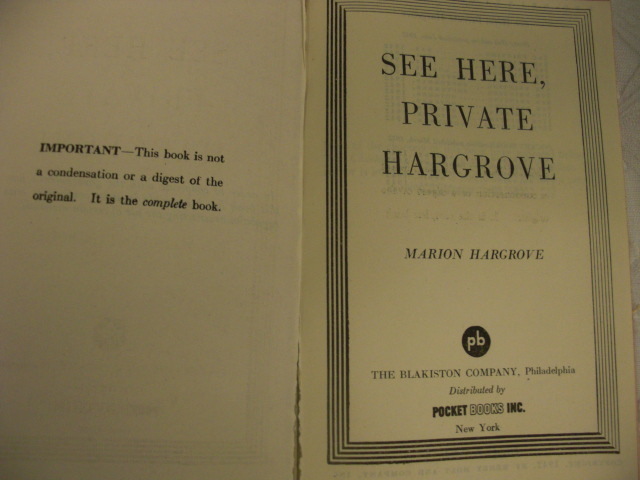 IMPORTANT—This book is not
a condensation or a digest of the
original. It is the complete book.
SEE HERE,
PRIVATE
HARGROVE
MARION HARGROVE
pb
THE BLAKISTON COMPANY, Philadelphia
Distributed by
POCKET BOOKS INC.
New York